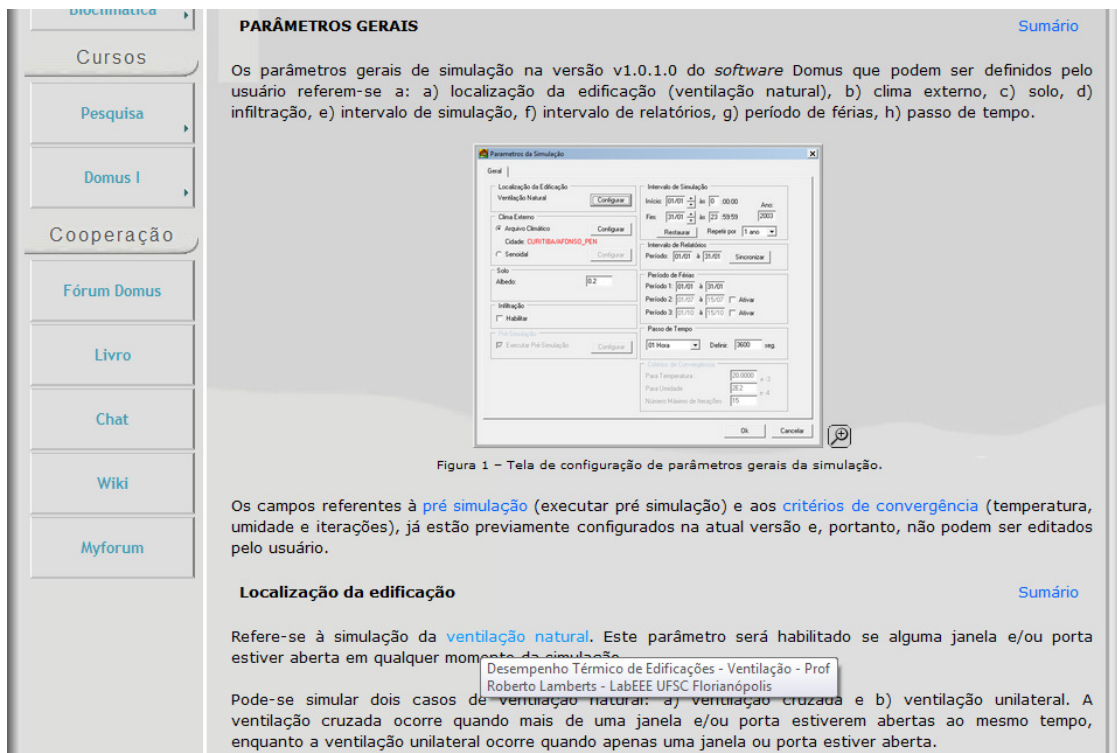 Bioclimática
Cursos
Pesquisa
Domus I
Cooperação
Fórum Domus
Livro
Chat
Wiki
Myforum
PARÂMETROS GERAIS Sumário
Os parâmetros gerais de simulação na versão v1.0.1.0 do software Domus que podem ser definidos pelo
usuário referem-se a: a) localização da edificação (ventilação natural), b) clima externo, c) solo, d)
infiltração, e) intervalo de simulação, f) intervalo de relatórios, g) período de férias, h) passo de tempo.
Parametros da Simulação
Geral
Localização da Edificação
Ventilação Natural Configurar
Clima Externo
Arquivo Climático Configurar
Cidade: CURITIBA/AFONSO_PEN
Senoidal Configurar
Solo
Albedo: 0.2
Infiltração
Habilitar
Pré-Simulação
Executar Pré-Simulação Configurar
Intervalo de Simulação
Início: 01/01 às 0 :00:00 Ano:
Fim: 31/01 às 23 :59:59 2003
Restaurar Repetir por 1 ano
Intervalo de Relatórios
Período: 01/01 à 31/01 Sincronizar
Período de Férias
Período 1: 01/01 à 31/01
Período 2: 01/07 à 15/07 Ativar
Período 3: 01/10 à 15/10 Ativar
Passo de Tempo
01 Hora Definir: 3600 seg.
Critérios de Convergência
Para Temperatura: 20.0000 e -3
Para Umidade: 2E2 e -4
Número Máximo de Iterações: 15
Ok Cancelar
Figura 1 – Tela de configuração de parâmetros gerais da simulação.
Os campos referentes à pré simulação (executar pré simulação) e aos critérios de convergência (temperatura,
umidade e iterações), já estão previamente configurados na atual versão e, portanto, não podem ser editados
pelo usuário.
Localização da edificação Sumário
Refere-se à simulação da ventilação natural. Este parâmetro será habilitado se alguma janela e/ou porta
estiver aberta em qualquer momento da simulação.
Desempenho Térmico de Edificações - Ventilação - Prof
Roberto Lamberts - LabEEE UFSC Florianópolis
Pode-se simular dois casos de ventilação natural: a) ventilação cruzada e b) ventilação unilateral. A
ventilação cruzada ocorre quando mais de uma janela e/ou porta estiverem abertas ao mesmo tempo,
enquanto a ventilação unilateral ocorre quando apenas uma janela ou porta estiver aberta.